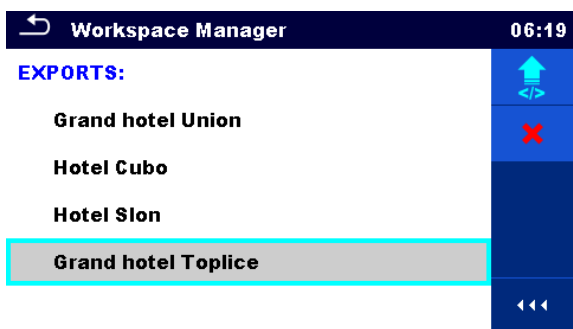 Workspace Manager 06:19
EXPORTS:
</>
Grand hotel Union
Hotel Cubo
Hotel Slon
Grand hotel Toplice